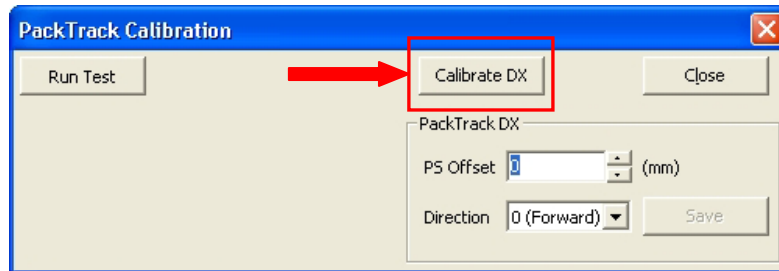 PackTrack Calibration
Run Test
Calibrate DX
Close
PackTrack DX
PS Offset 0 (mm)
Direction 0 (Forward) Save